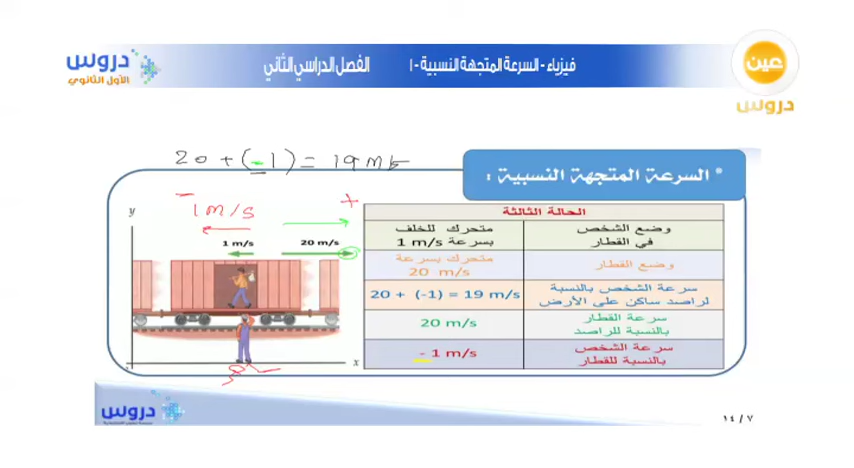 دروس
الأول الثانوي
فيزياء - السرعة المتجهة النسبية - ١
الفصل الدراسي الثاني
عين
دروس
20 + (-1) = 19 m/s
* السرعة المتجهة النسبية :
- 1 m/s
+
y
1 m/s
20 m/s
x
الحالة الثالثة
وضع الشخص في القطار
متحرك للخلف بسرعة 1 m/s
وضع القطار
متحرك بسرعة 20 m/s
سرعة الشخص بالنسبة لراصد ساكن على الأرض
20 + (-1) = 19 m/s
سرعة القطار بالنسبة للراصد
20 m/s
سرعة الشخص بالنسبة للقطار
- 1 m/s
دروس
١٤ / ٧